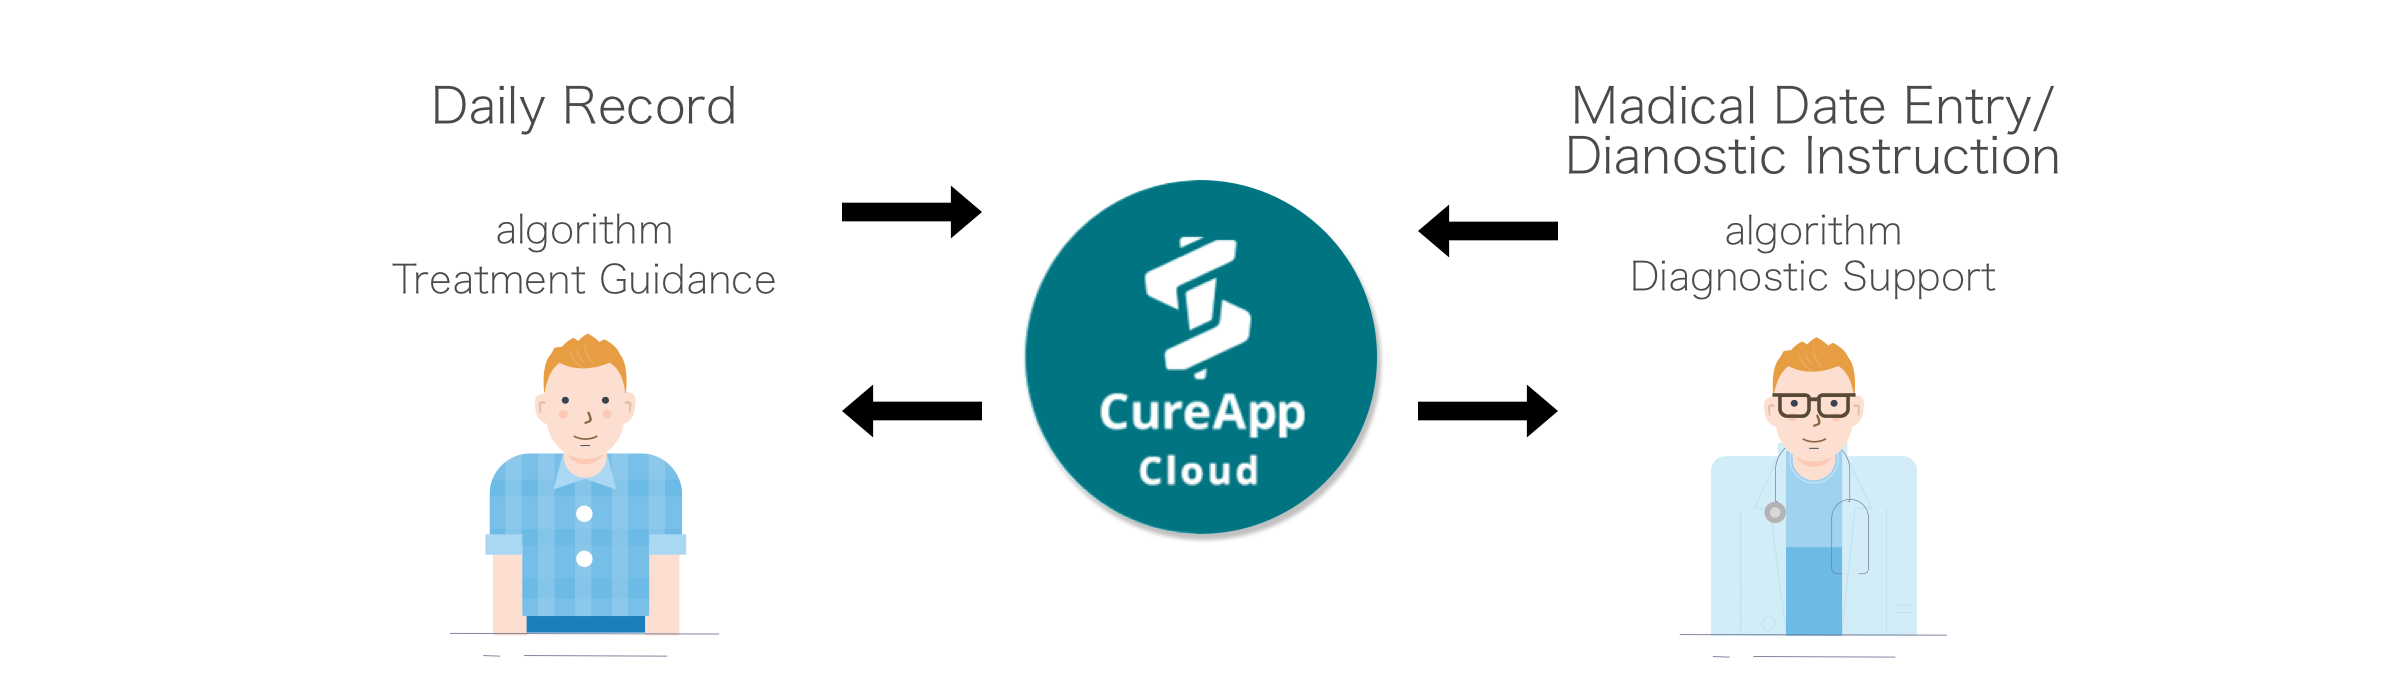 Daily Record
algorithm
Treatment Guidance
CureApp
Cloud
Madical Date Entry/
Dianostic Instruction
algorithm
Diagnostic Support